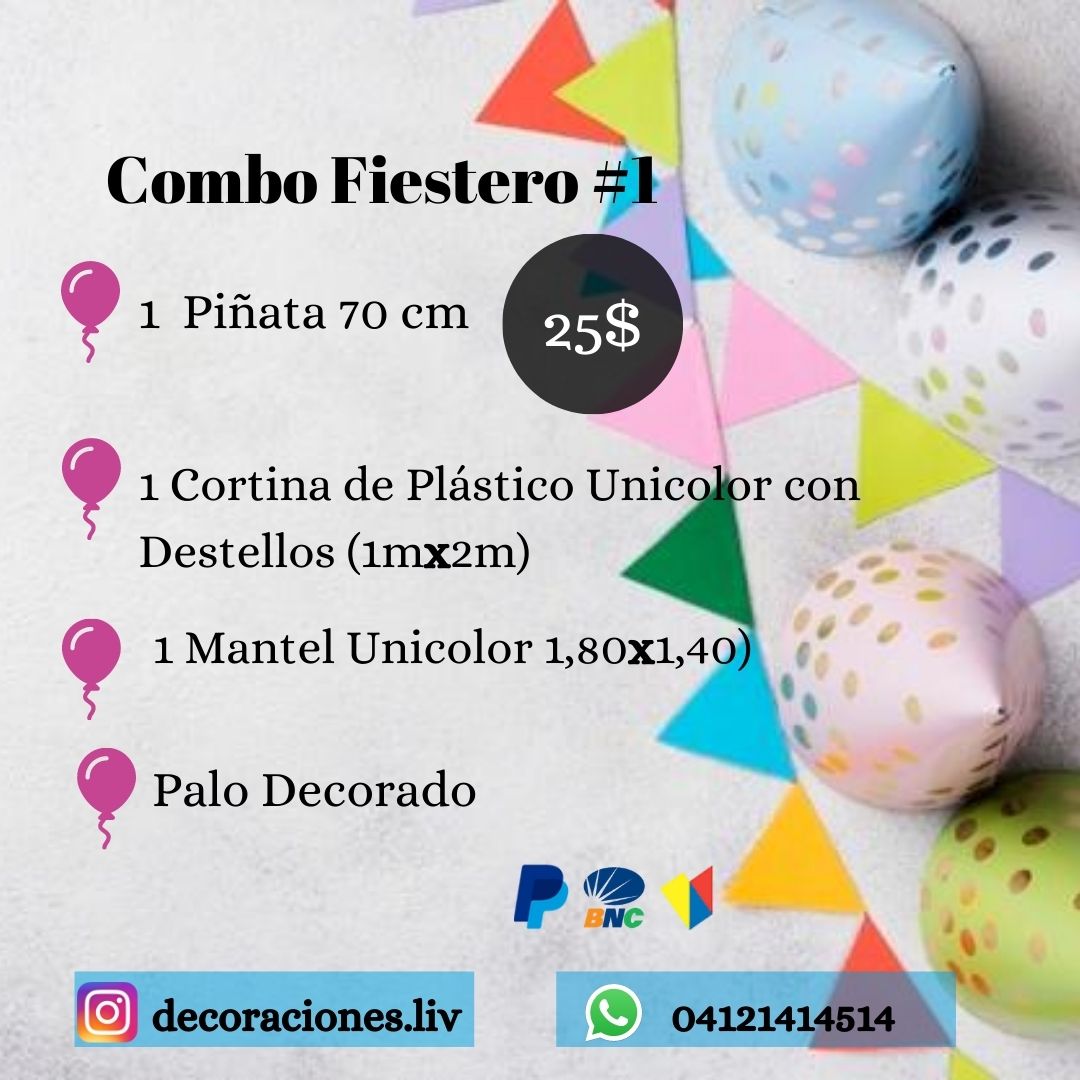 Combo Fiestero #1
1 Piñata 70 cm
25$
1 Cortina de Plástico Unicolor con
Destellos (1mx2m)
1 Mantel Unicolor 1,80x1,40)
Palo Decorado
BNC
decoraciones.liv
04121414514